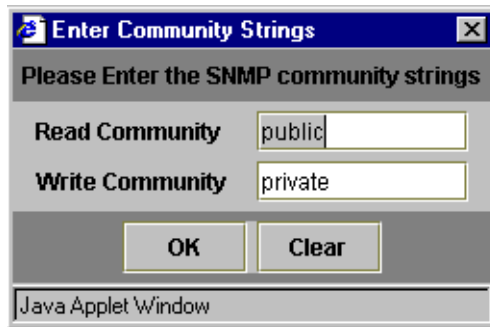 Enter Community Strings
Please Enter the SNMP community strings
Read Community public
Write Community private
OK Clear
Java Applet Window